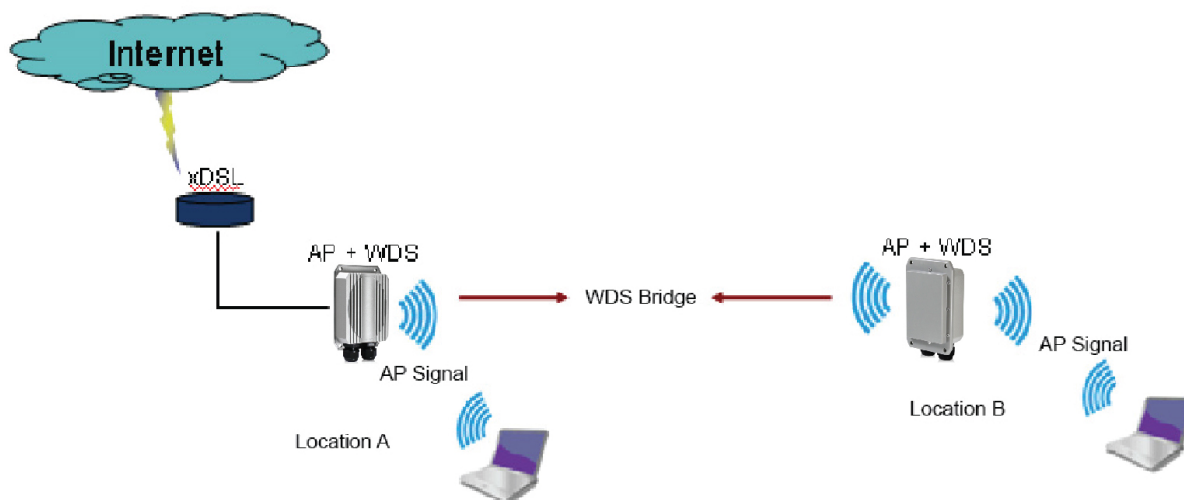 Internet
xDSL
AP + WDS
AP + WDS
WDS Bridge
AP Signal
AP Signal
Location A
Location B